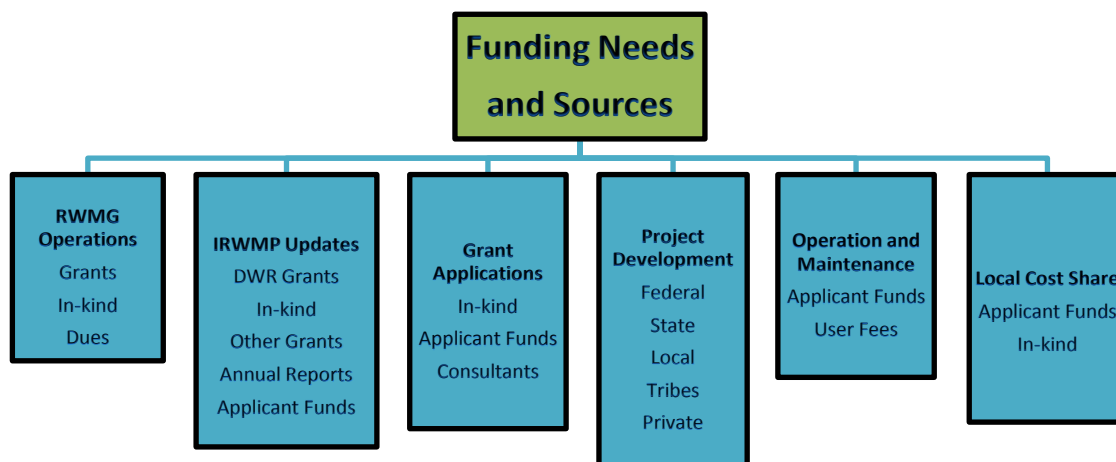 Funding Needs
and Sources
RWMG
Operations
Grants
In-kind
Dues
IRWMP Updates
DWR Grants
In-kind
Other Grants
Annual Reports
Applicant Funds
Grant
Applications
In-kind
Applicant Funds
Consultants
Project
Development
Federal
State
Local
Tribes
Private
Operation and
Maintenance
Applicant Funds
User Fees
Local Cost Share
Applicant Funds
In-kind